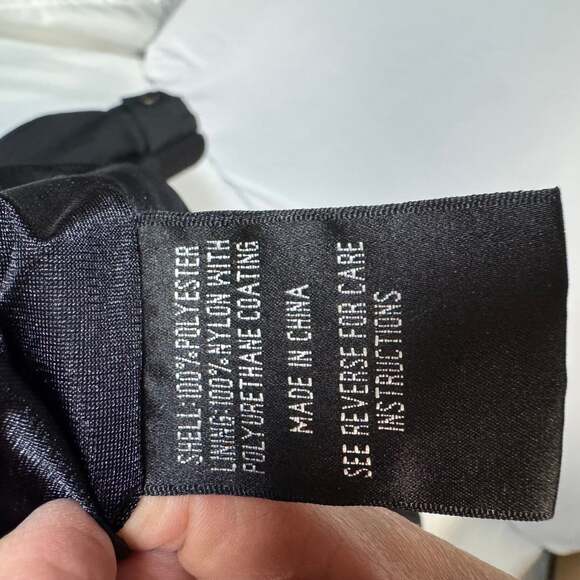 SHELL:100% POLYESTER
LINING:100% NYLON WITH
POLYURETHANE COATING
MADE IN CHINA
SEE REVERSE FOR CARE
INSTRUCTIONS